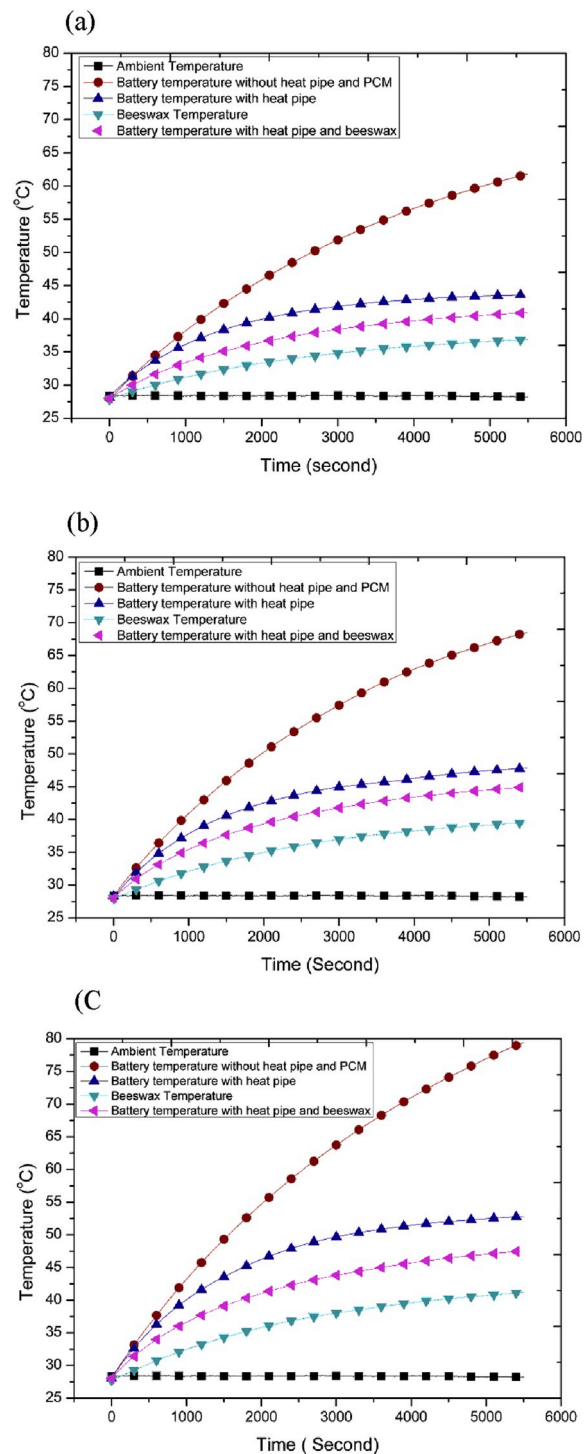 (a)
80
75
70
65
60
55
50
45
40
35
30
25
Temperature (°C)
Ambient Temperature
Battery temperature without heat pipe and PCM
Battery temperature with heat pipe
Beeswax Temperature
Battery temperature with heat pipe and beeswax
0 1000 2000 3000 4000 5000 6000
Time (second)
(b)
80
75
70
65
60
55
50
45
40
35
30
25
Temperature (°C)
Ambient Temperature
Battery temperature without heat pipe and PCM
Battery temperature with heat pipe
Beeswax Temperature
Battery temperature with heat pipe and beeswax
0 1000 2000 3000 4000 5000 6000
Time (Second)
(C
80
75
70
65
60
55
50
45
40
35
30
25
Temperature (°C)
Ambient Temperature
Battery temperature without heat pipe and PCM
Battery temperature with heat pipe
Beeswax Temperature
Battery temperature with heat pipe and beeswax
0 1000 2000 3000 4000 5000 6000
Time ( Second)